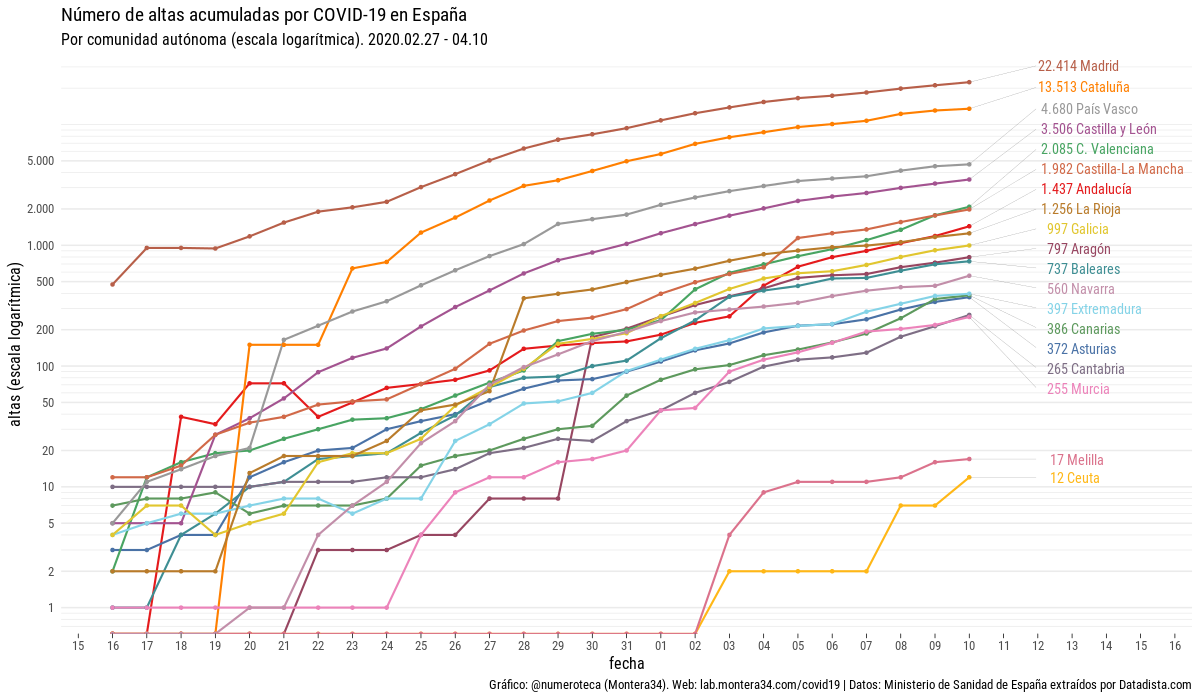 Número de altas acumuladas por COVID-19 en España
Por comunidad autónoma (escala logarítmica). 2020.02.27 - 04.10
22.414 Madrid
13.513 Cataluña
4.680 País Vasco
3.506 Castilla y León
2.085 C. Valenciana
1.982 Castilla-La Mancha
1.437 Andalucía
1.256 La Rioja
997 Galicia
797 Aragón
737 Baleares
560 Navarra
397 Extremadura
386 Canarias
372 Asturias
265 Cantabria
255 Murcia
17 Melilla
12 Ceuta
altas (escala logarítmica)
5.000
2.000
1.000
500
200
100
50
20
10
5
2
1
15 16 17 18 19 20 21 22 23 24 25 26 27 28 29 30 31 01 02 03 04 05 06 07 08 09 10 11 12 13 14 15 16
fecha
Gráfico: @numeroteca (Montera34). Web: lab.montera34.com/covid19 | Datos: Ministerio de Sanidad de España extraídos por Datadista.com